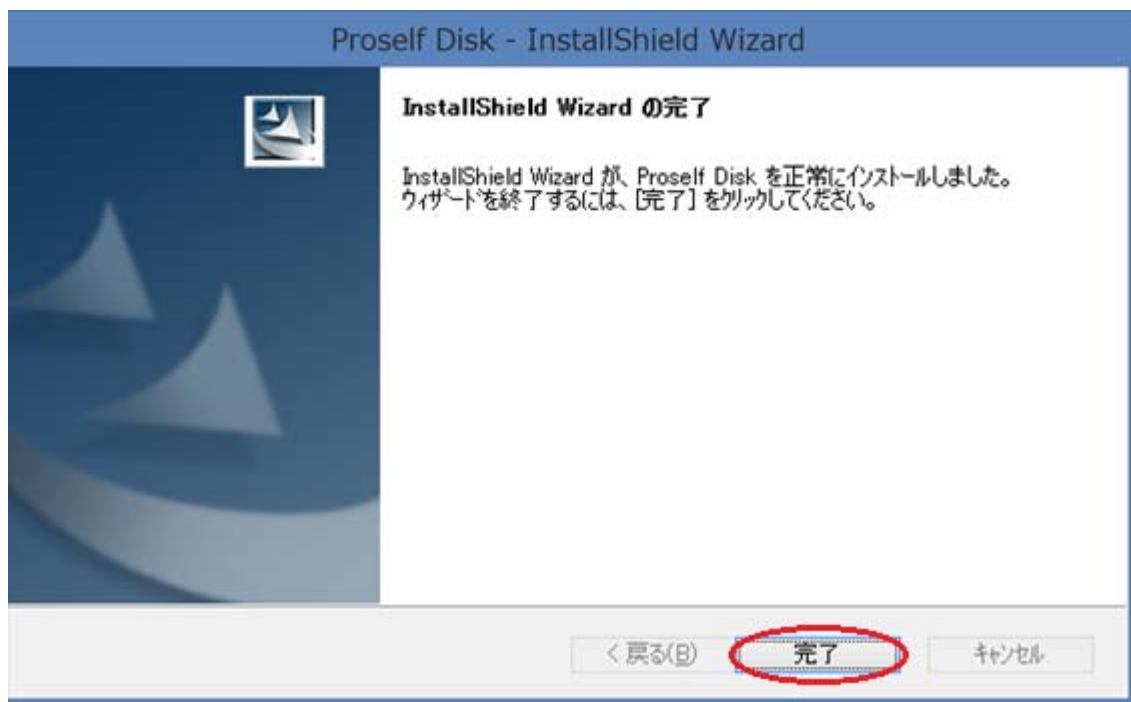 Proself Disk - InstallShield Wizard
InstallShield Wizard の完了
InstallShield Wizard が、Proself Disk を正常にインストールしました。
ウィザードを終了するには、[完了] をクリックしてください。
< 戻る(B) 完了 キャンセル